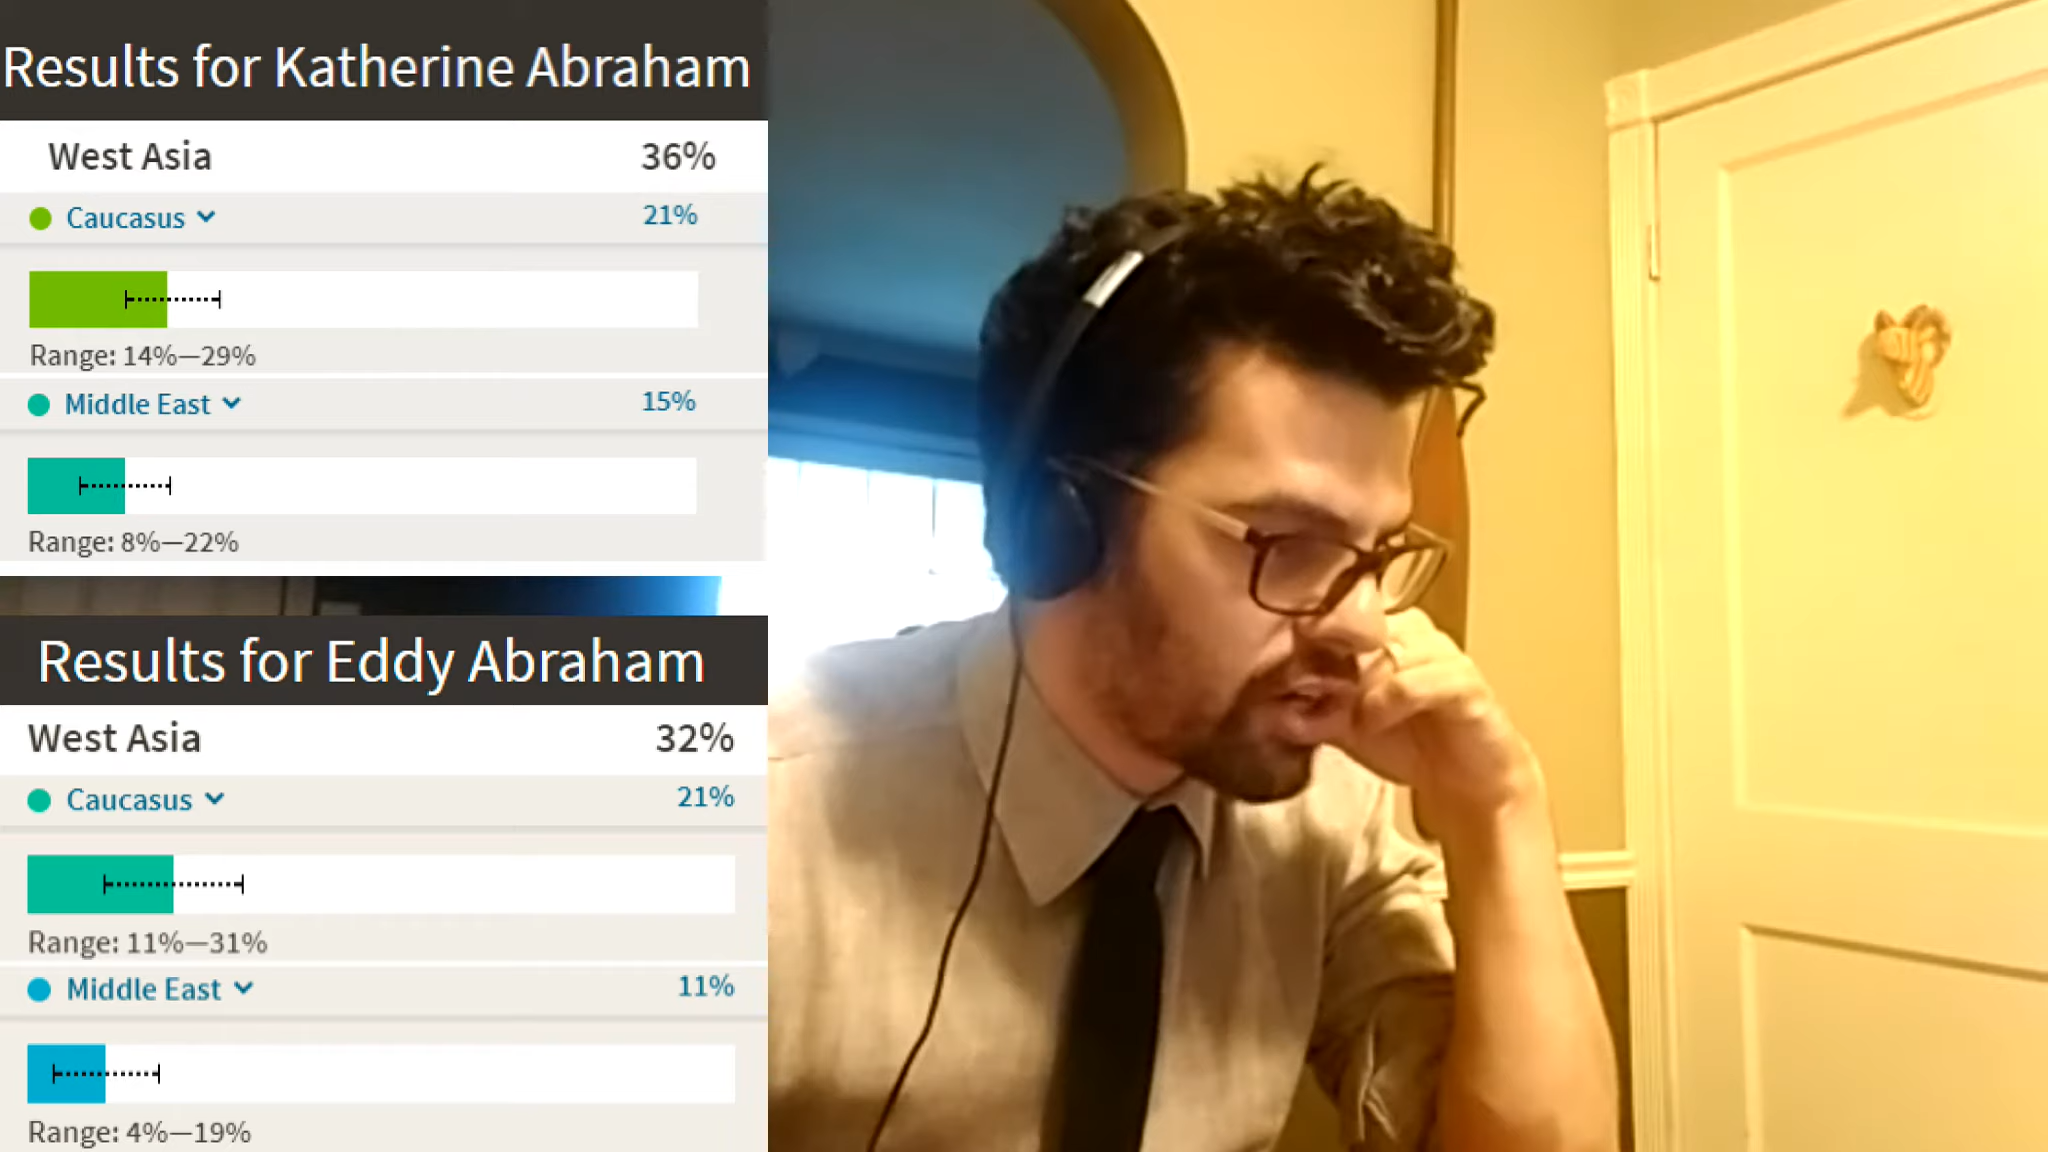 Results for Katherine Abraham
West Asia 36%
Caucasus 21%
Range: 14%—29%
Middle East 15%
Range: 8%—22%
Results for Eddy Abraham
West Asia 32%
Caucasus 21%
Range: 11%—31%
Middle East 11%
Range: 4%—19%